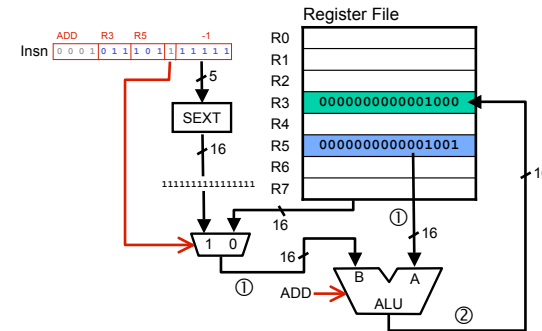 Register File
ADD R3 R5 -1
Insn 0 0 0 1 0 1 1 1 0 1 1 1 1 1 1 1
R0
R1
R2
R3 0000000000001000
R4
R5 0000000000001001
R6
R7
5
SEXT
16
1111111111111111
16
①
16
16
1 0
16
①
B A
ADD
ALU
②